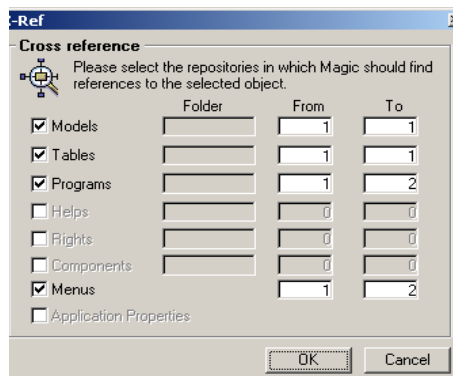 -Ref
Cross reference
Please select the repositories in which Magic should find
references to the selected object.
Folder From To
Models 1 1
Tables 1 1
Programs 1 2
Helps 0 0
Rights 0 0
Components 0 0
Menus 1 2
Application Properties
OK Cancel